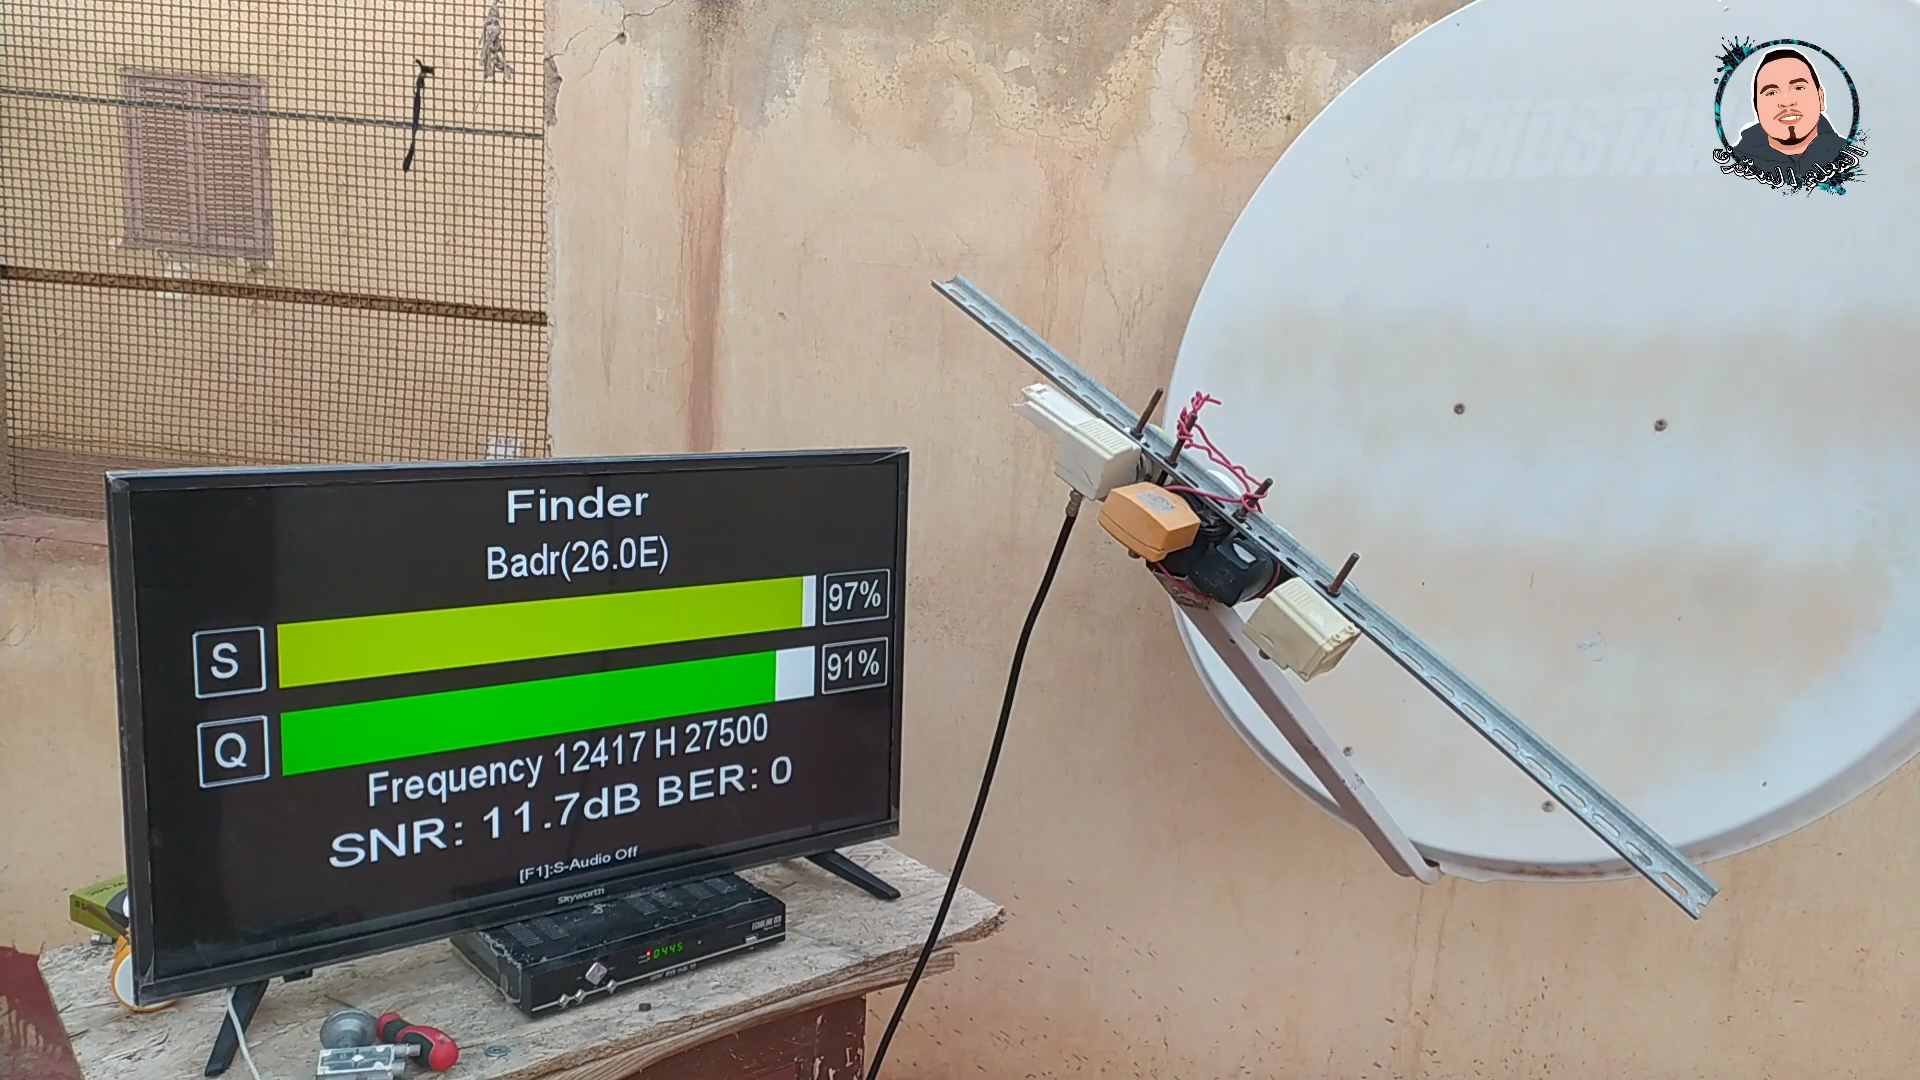 Finder
Badr(26.0E)
S
97%
Q
91%
Frequency 12417 H 27500
SNR: 11.7dB BER: 0
[F1]:S-Audio Off
Skyworth
0445
ECHOSTA